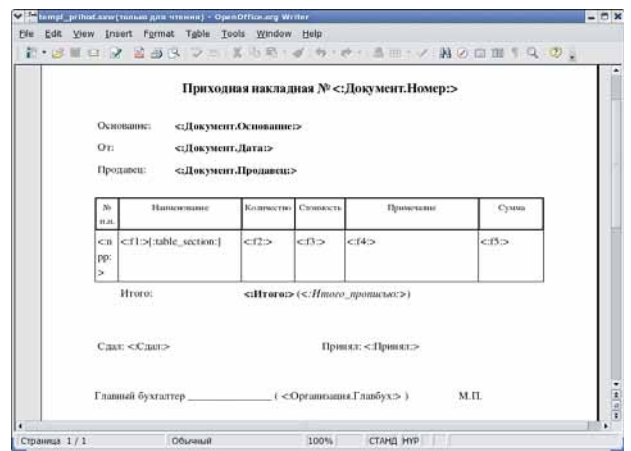 templ_prihod.sxw(только для чтения) - OpenOffice.org Writer
File Edit View Insert Format Table Tools Window Help
Приходная накладная № <:Документ.Номер:>
Основание: <:Документ.Основание:>
От: <:Документ.Дата:>
Продавец: <:Документ.Продавец:>
№ п.п. Наименование Количество Стоимость Примечание Сумма
<:n pp: > <:f1:>[:table_section:] <:f2:> <:f3:> <:f4:> <:f5:>
Итого: <:Итого:> (<:Итого_прописью:>)
Сдал: <:Сдал:> Принял: <:Принял:>
Главный бухгалтер ______________ ( <:Организация.Главбух:> ) М.П.
Страница 1 / 1 Обычный 100% СТАНД HYP